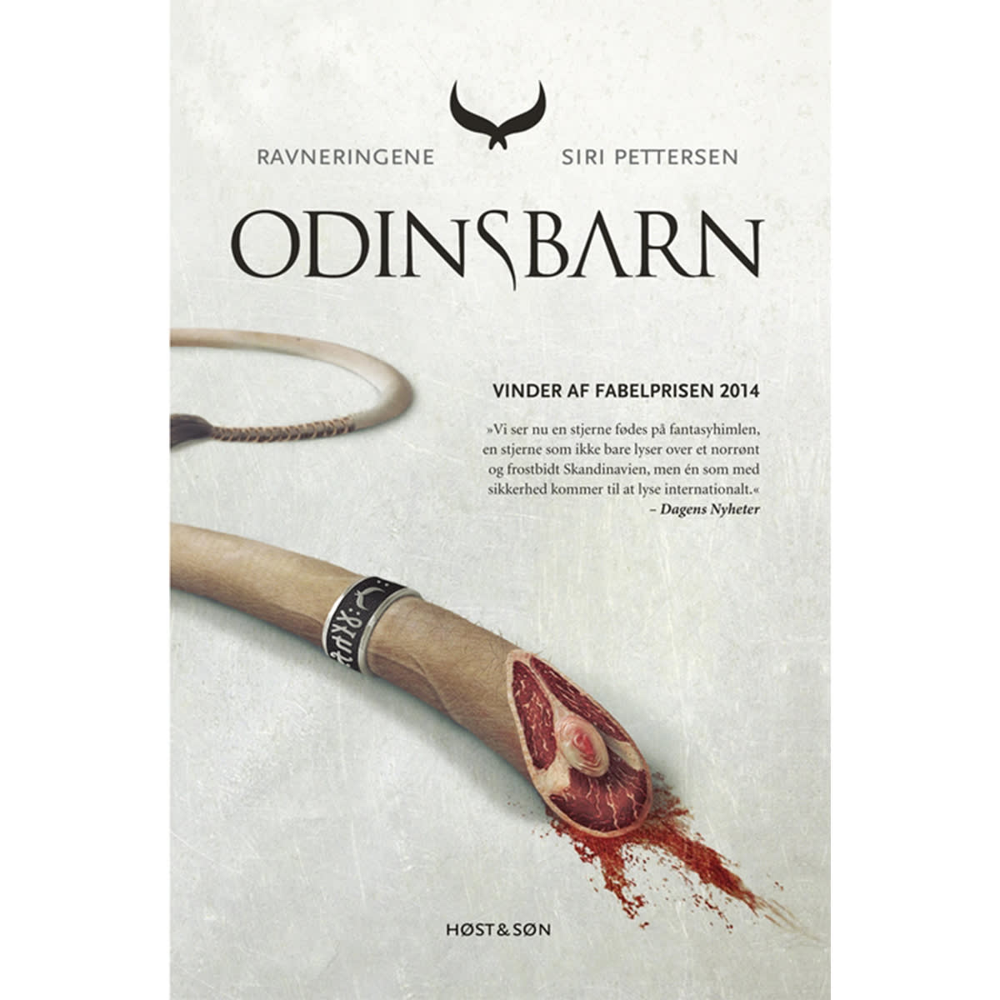 RAVNERINGENE
SIRI PETTERSEN
ODINSBARN
VINDER AF FABELPRISEN 2014
»Vi ser nu en stjerne fødes på fantasyhimlen,
en stjerne som ikke bare lyser over et norrønt
og frostbidt Skandinavien, men én som med
sikkerhed kommer til at lyse internationalt.«
– Dagens Nyheter
HØST & SØN